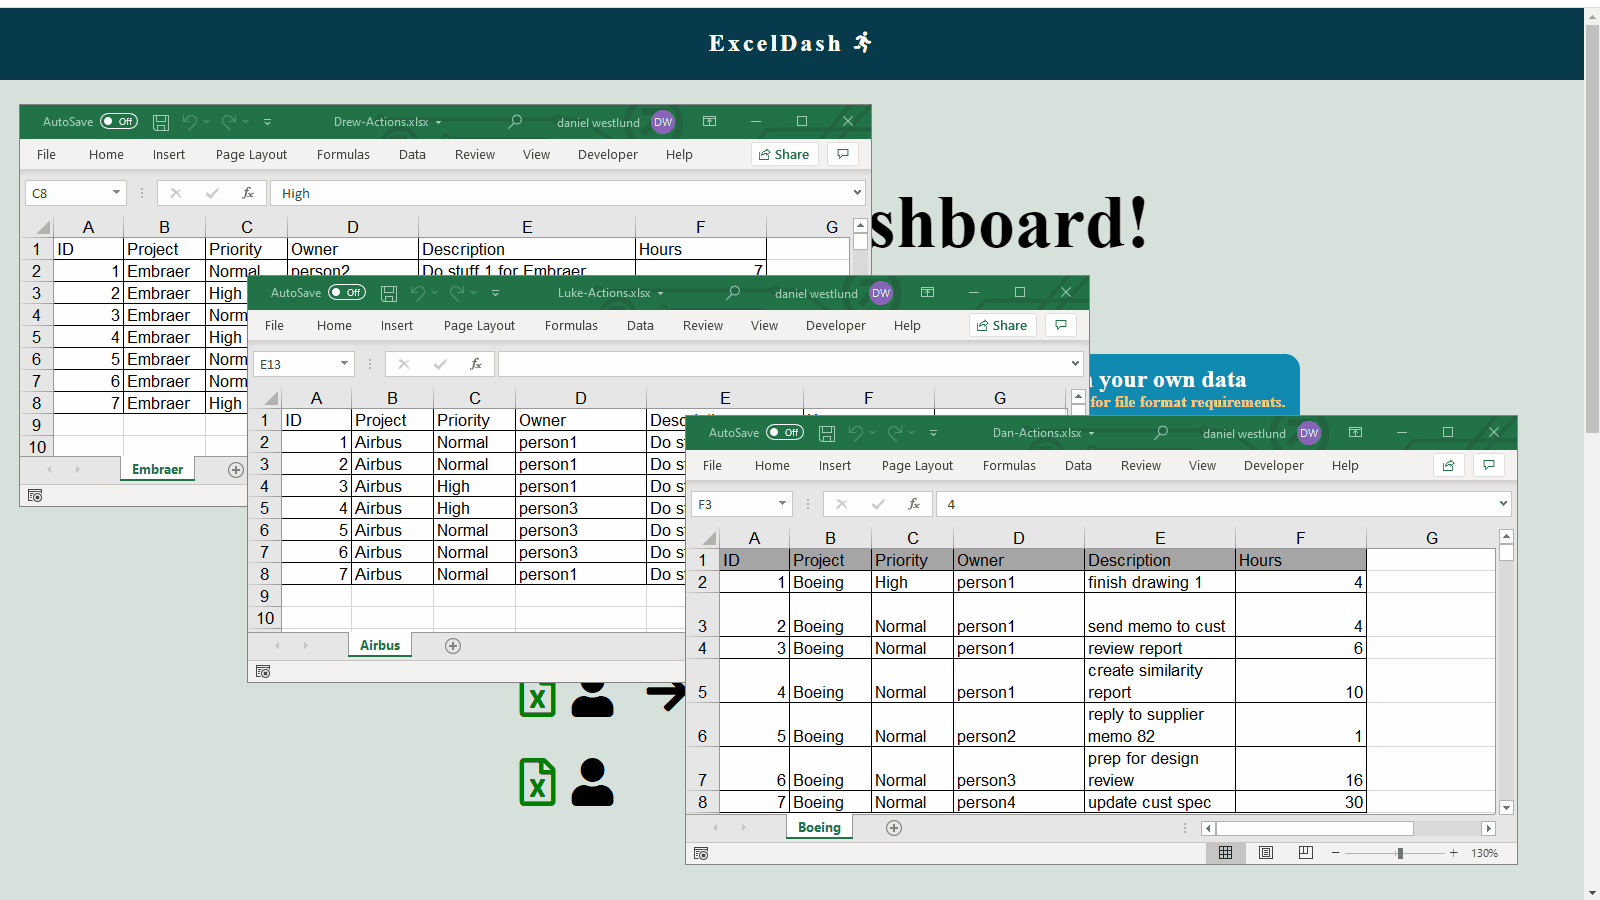 ExcelDash
AutoSave Off Drew-Actions.xlsx daniel westlund DW
File Home Insert Page Layout Formulas Data Review View Developer Help Share
C8 fx High
A B C D E F G
1 ID Project Priority Owner Description Hours
2 1 Embraer Normal person2 Do stuff 1 for Embraer 7
3 2 Embraer High
4 3 Embraer Norm
5 4 Embraer High
6 5 Embraer Norm
7 6 Embraer Norm
8 7 Embraer High
9
10
Embraer
shboard!
your own data
for file format requirements.
AutoSave Off Luke-Actions.xlsx daniel westlund DW
File Home Insert Page Layout Formulas Data Review View Developer Help Share
E13 fx
A B C D E F G
1 ID Project Priority Owner
2 1 Airbus Normal person1 Do
3 2 Airbus Normal person1 Do
4 3 Airbus High person1 Do
5 4 Airbus High person3 Do
6 5 Airbus Normal person3 Do
7 6 Airbus Normal person3 Do
8 7 Airbus Normal person1 Do
9
10
Airbus
AutoSave Off Dan-Actions.xlsx daniel westlund DW
File Home Insert Page Layout Formulas Data Review View Developer Help
F3 fx 4
A B C D E F G
1 ID Project Priority Owner Description Hours
2 1 Boeing High person1 finish drawing 1 4
3 2 Boeing Normal person1 send memo to cust 4
4 3 Boeing Normal person1 review report 6
create similarity
5 4 Boeing Normal person1 report 10
reply to supplier
6 5 Boeing Normal person2 memo 82 1
prep for design
7 6 Boeing Normal person3 review 16
8 7 Boeing Normal person4 update cust spec 30
Boeing
130%